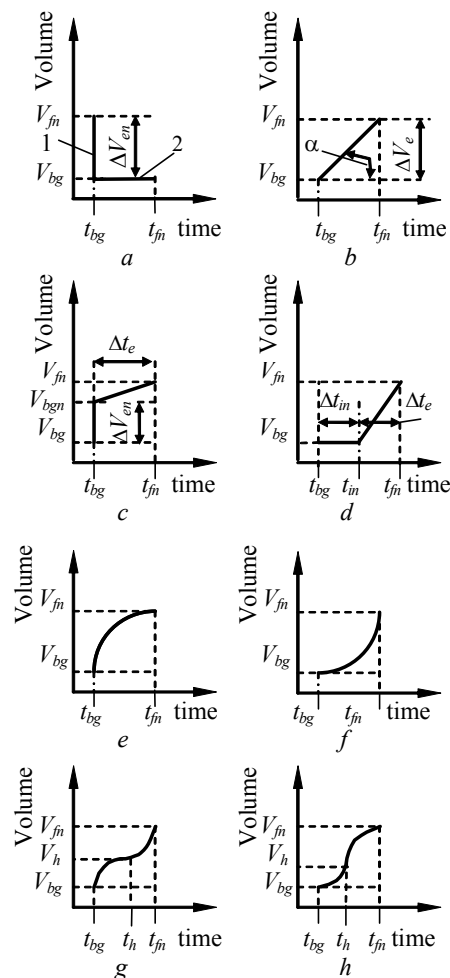 Volume
V_fn
1
ΔV_en
2
V_bg
t_bg t_fn time
a
Volume
V_fn
α
ΔV_e
V_bg
t_bg t_fn time
b
Volume
Δt_e
V_fn
V_bgn
ΔV_en
V_bg
t_bg t_fn time
c
Volume
V_fn
Δt_in Δt_e
V_bg
t_bg t_in t_fn time
d
Volume
V_fn
V_bg
t_bg t_fn time
e
Volume
V_fn
V_bg
t_bg t_fn time
f
Volume
V_fn
V_h
V_bg
t_bg t_h t_fn time
g
Volume
V_fn
V_h
V_bg
t_bg t_h t_fn time
h